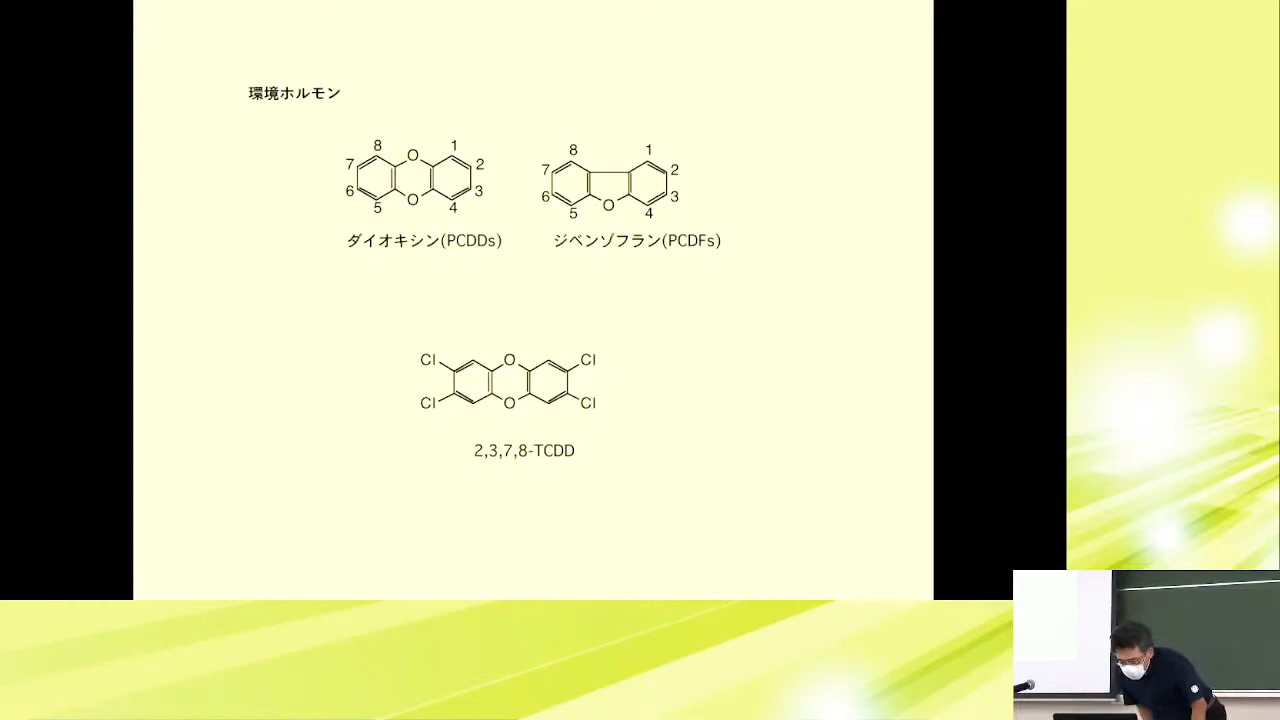 環境ホルモン
8 1
7 O 2
6 O 3
5 4
8 1
7 2
6 O 3
5 4
ダイオキシン(PCDDs)
ジベンゾフラン(PCDFs)
Cl O Cl
Cl O Cl
2,3,7,8-TCDD